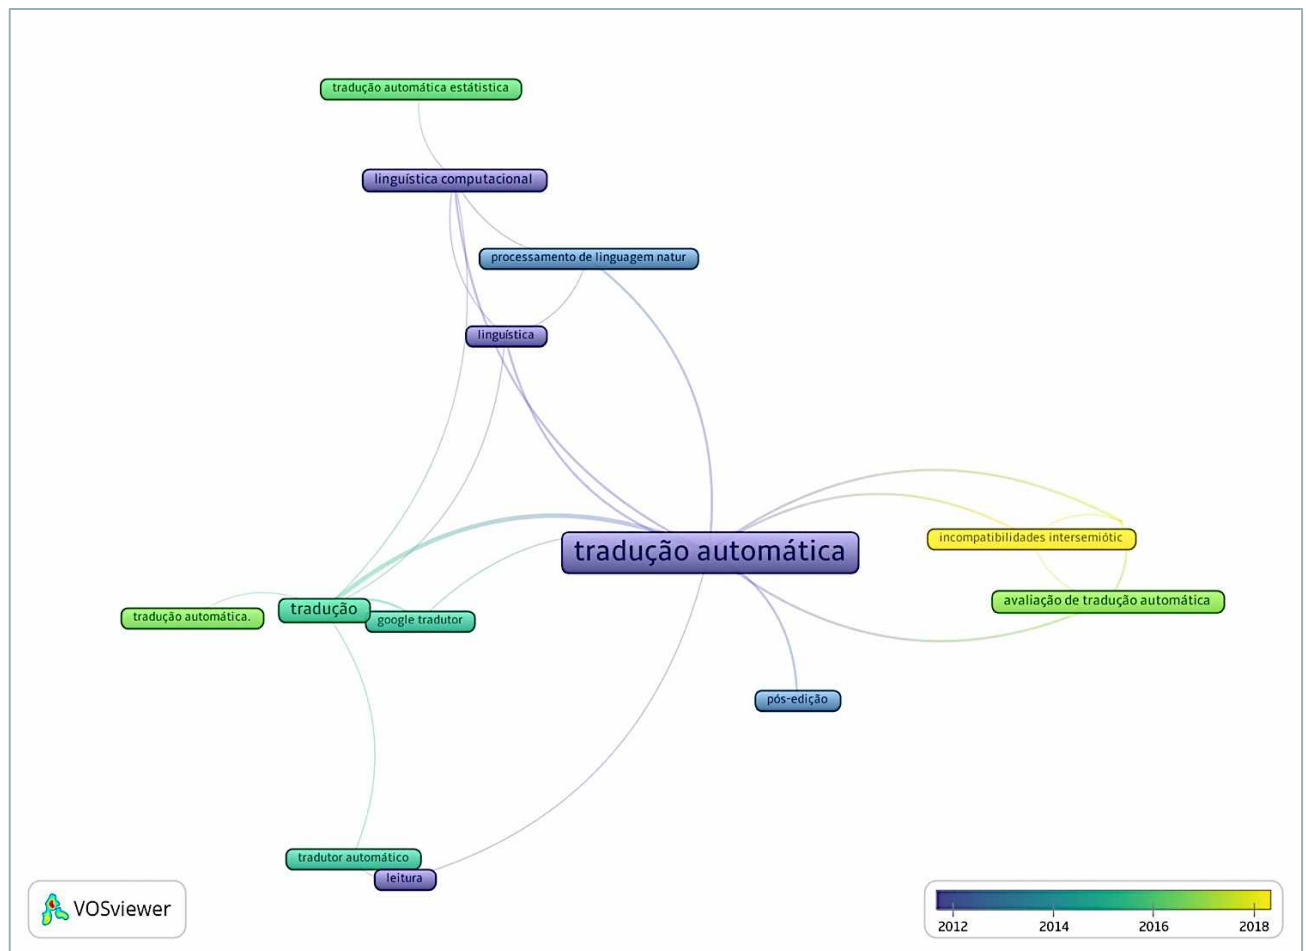 tradução automática estátistica
linguística computacional
processamento de linguagem natur
linguística
tradução automática
incompatibilidades intersemiótic
avaliação de tradução automática
tradução
tradução automática.
google tradutor
pós-edição
tradutor automático
leitura
VOSviewer
2012 2014 2016 2018